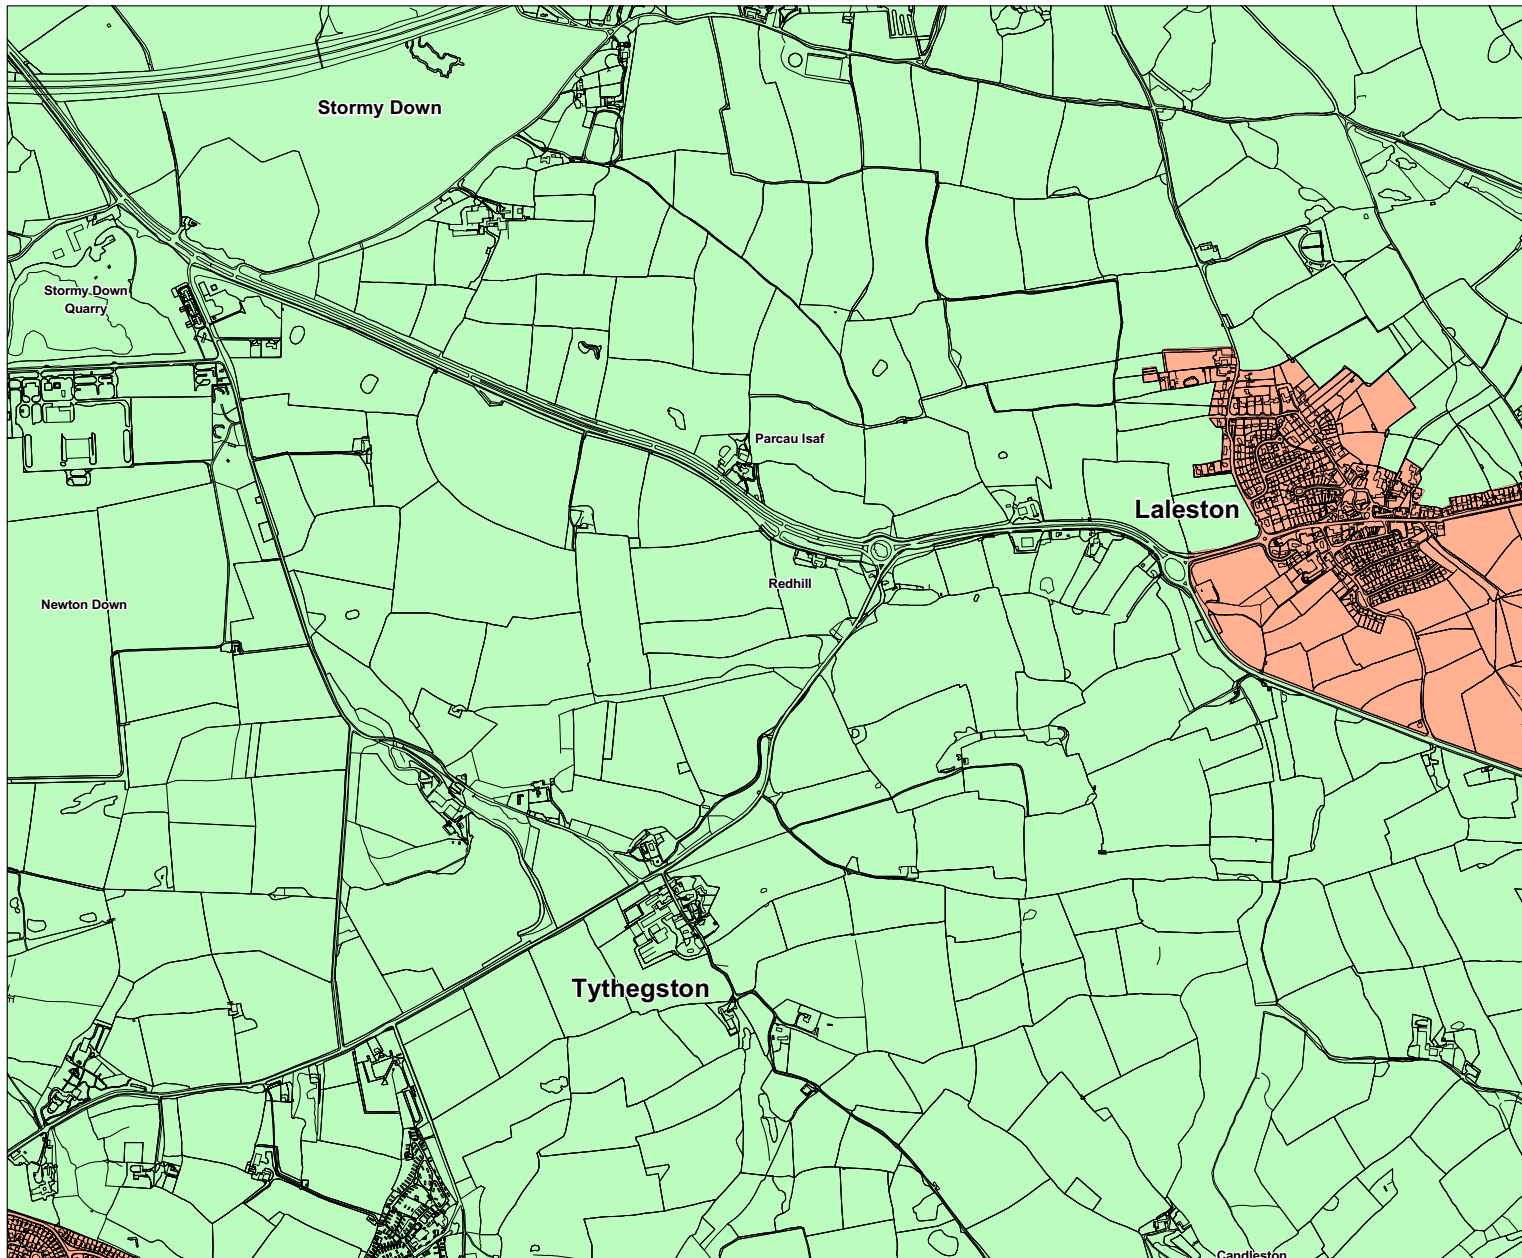 Stormy Down
Stormy Down
Quarry
Parcau Isaf
Laleston
Redhill
Newton Down
Tythegston
Candleston